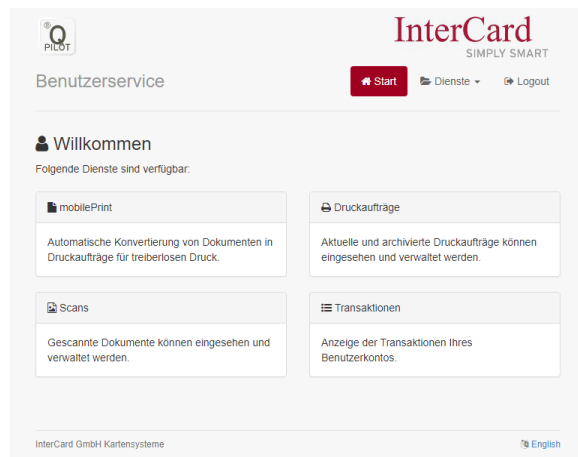 ®
Q
PILOT
InterCard
SIMPLY SMART
Benutzerservice
Start
Dienste
Logout
Willkommen
Folgende Dienste sind verfügbar:
mobilePrint
Automatische Konvertierung von Dokumenten in
Druckaufträge für treiberlosen Druck.
Druckaufträge
Aktuelle und archivierte Druckaufträge können
eingesehen und verwaltet werden.
Scans
Gescannte Dokumente können eingesehen und
verwaltet werden.
Transaktionen
Anzeige der Transaktionen Ihres
Benutzerkontos.
InterCard GmbH Kartensysteme
English